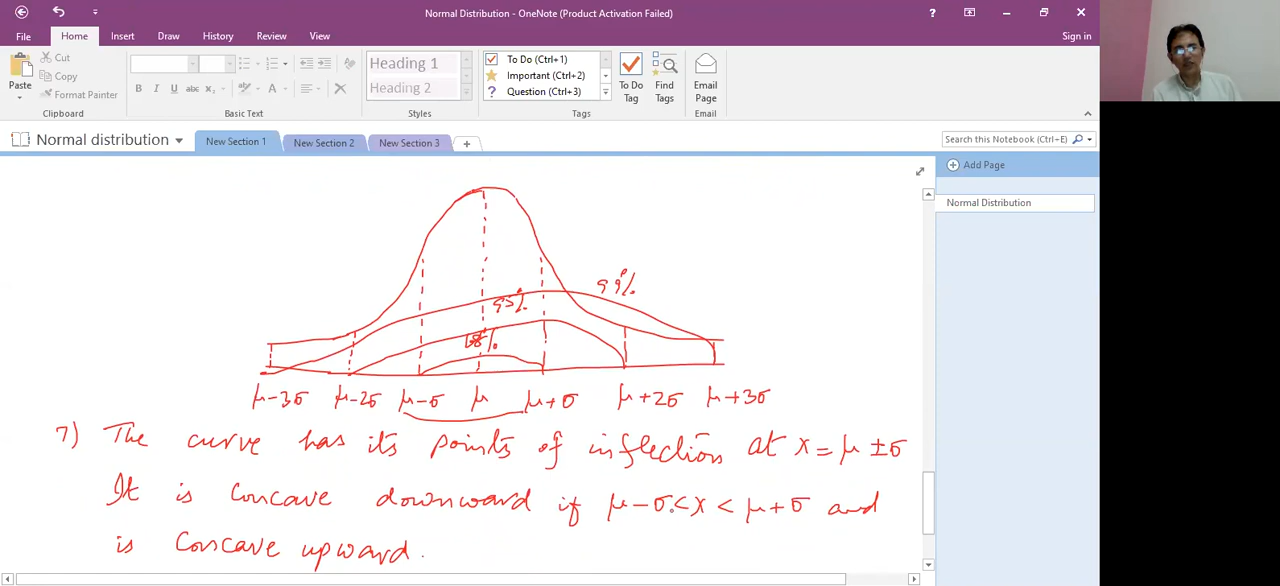 Normal Distribution - OneNote (Product Activation Failed)
File Home Insert Draw History Review View Sign in
Paste
Cut
Copy
Format Painter
Clipboard
B I U abc x₂ A
Basic Text
Heading 1
Heading 2
Styles
To Do (Ctrl+1)
Important (Ctrl+2)
Question (Ctrl+3)
To Do Tag
Find Tags
Tags
Email Page
Email
Normal distribution New Section 1 New Section 2 New Section 3
Search this Notebook (Ctrl+E)
Add Page
Normal Distribution
99%
95%
68%
μ-3σ μ-2σ μ-σ μ μ+σ μ+2σ μ+3σ
7) The curve has its points of inflection at x = μ ± σ
It is concave downward if μ-σ < x < μ+σ and
is concave upward.